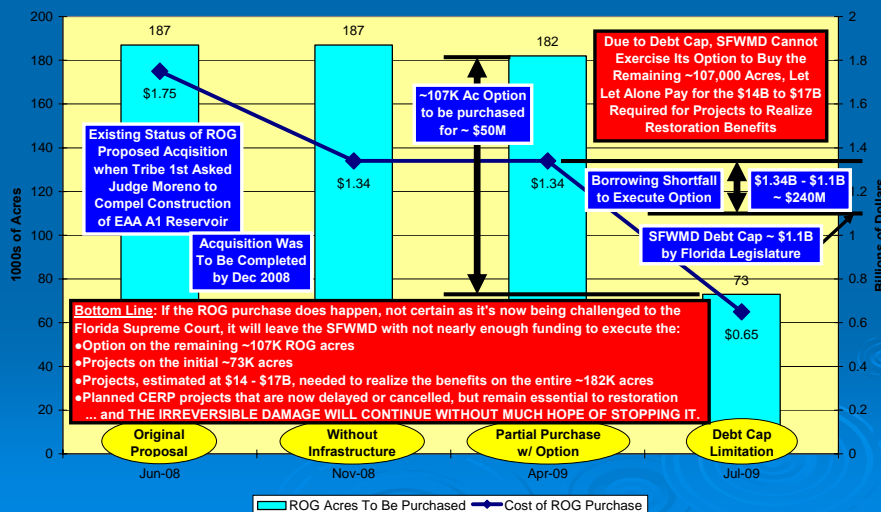 200
180
160
140
120
100
80
60
40
20
0
1000s of Acres
187
187
182
73
$1.75
$1.34
$1.34
$0.65
Existing Status of ROG
Proposed Acqisition
when Tribe 1st Asked
Judge Moreno to
Compel Construction
of EAA A1 Reservoir
Acquisition Was
To Be Completed
by Dec 2008
~107K Ac Option
to be purchased
for ~ $50M
Due to Debt Cap, SFWMD Cannot
Exercise Its Option to Buy the
Remaining ~107,000 Acres, Let
Let Alone Pay for the $14B to $17B
Required for Projects to Realize
Restoration Benefits
Borrowing Shortfall
to Execute Option
$1.34B - $1.1B
~ $240M
SFWMD Debt Cap ~ $1.1B
by Florida Legislature
Bottom Line: If the ROG purchase does happen, not certain as it's now being challenged to the
Florida Supreme Court, it will leave the SFWMD with not nearly enough funding to execute the:
●Option on the remaining ~107K ROG acres
●Projects on the initial ~73K acres
●Projects, estimated at $14 - $17B, needed to realize the benefits on the entire ~182K acres
●Planned CERP projects that are now delayed or cancelled, but remain essential to restoration
... and THE IRREVERSIBLE DAMAGE WILL CONTINUE WITHOUT MUCH HOPE OF STOPPING IT.
Original
Proposal
Without
Infrastructure
Partial Purchase
w/ Option
Debt Cap
Limitation
Jun-08
Nov-08
Apr-09
Jul-09
2
1.8
1.6
1.4
1.2
1
0.8
0.6
0.4
0.2
0
Billions of Dollars
ROG Acres To Be Purchased
Cost of ROG Purchase